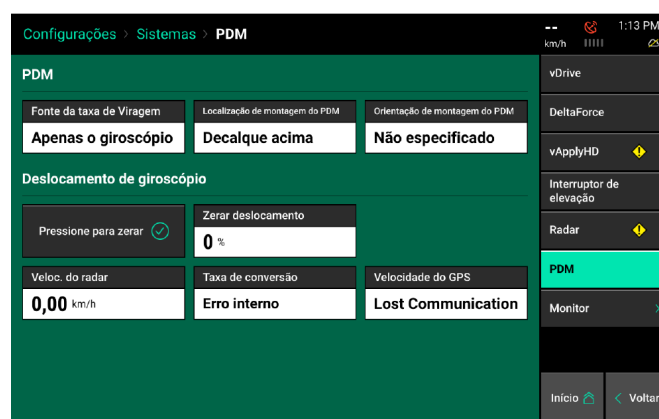 Configurações > Sistemas > PDM
-- 1:13 PM
km/h
PDM
Fonte da taxa de Viragem
Apenas o giroscópio
Localização de montagem do PDM
Decalque acima
Orientação de montagem do PDM
Não especificado
Deslocamento de giroscópio
Pressione para zerar
Zerar deslocamento
0 %
Veloc. do radar
0,00 km/h
Taxa de conversão
Erro interno
Velocidade do GPS
Lost Communication
vDrive
DeltaForce
vApplyHD
Interruptor de
elevação
Radar
PDM
Monitor
Início
< Voltar